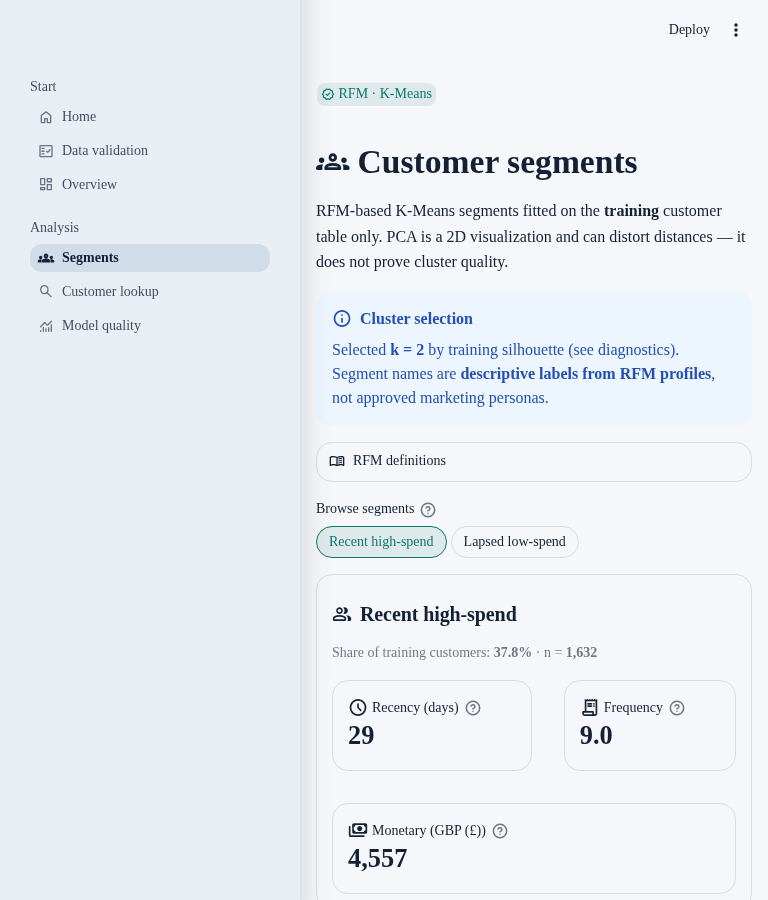 Deploy
Start
Home
Data validation
Overview
Analysis
Segments
Customer lookup
Model quality
RFM · K-Means
Customer segments
RFM-based K-Means segments fitted on the training customer
table only. PCA is a 2D visualization and can distort distances — it
does not prove cluster quality.
Cluster selection
Selected k = 2 by training silhouette (see diagnostics).
Segment names are descriptive labels from RFM profiles,
not approved marketing personas.
RFM definitions
Browse segments
Recent high-spend
Lapsed low-spend
Recent high-spend
Share of training customers: 37.8% · n = 1,632
Recency (days)
29
Frequency
9.0
Monetary (GBP (£))
4,557